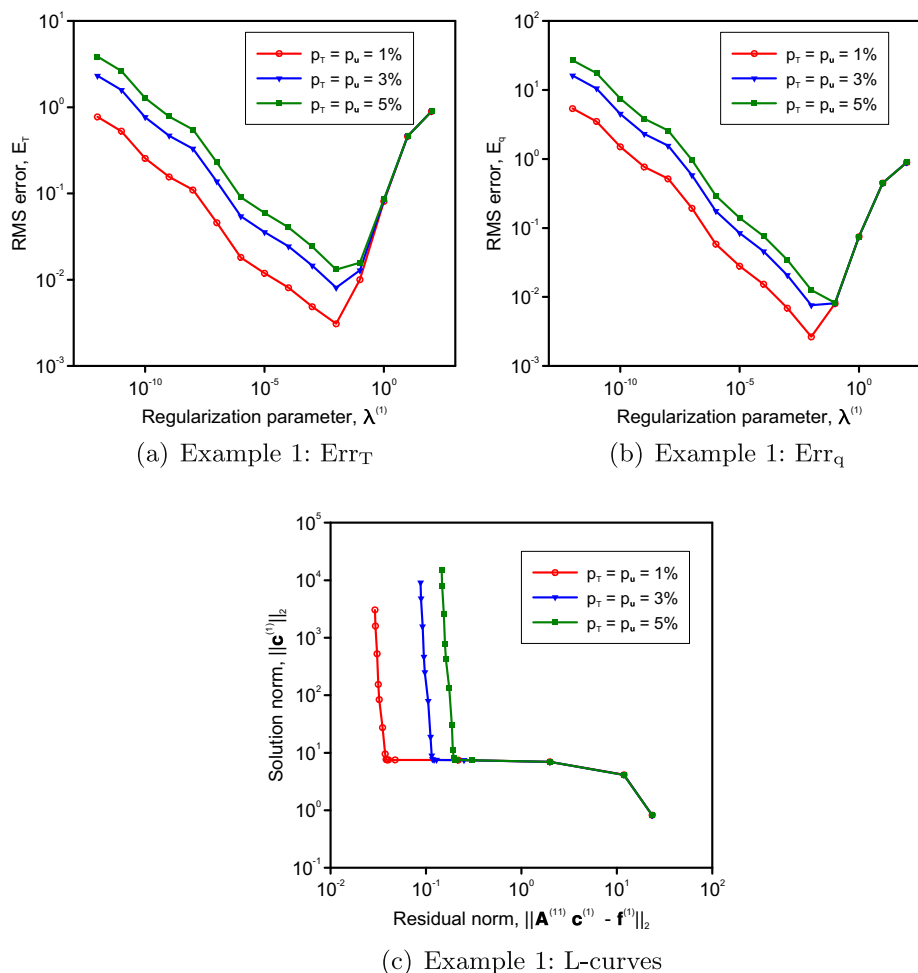 10^1
10^0
10^-1
10^-2
10^-3
RMS error, E_T
p_T = p_u = 1%
p_T = p_u = 3%
p_T = p_u = 5%
10^-10
10^-5
10^0
Regularization parameter, λ^(1)
(a) Example 1: Err_T
10^2
10^1
10^0
10^-1
10^-2
10^-3
RMS error, E_q
p_T = p_u = 1%
p_T = p_u = 3%
p_T = p_u = 5%
10^-10
10^-5
10^0
Regularization parameter, λ^(1)
(b) Example 1: Err_q
10^5
10^4
10^3
10^2
10^1
10^0
10^-1
Solution norm, ||c^(1)||_2
p_T = p_u = 1%
p_T = p_u = 3%
p_T = p_u = 5%
10^-2
10^-1
10^0
10^1
10^2
Residual norm, ||A^(11) c^(1) - f^(1)||_2
(c) Example 1: L-curves